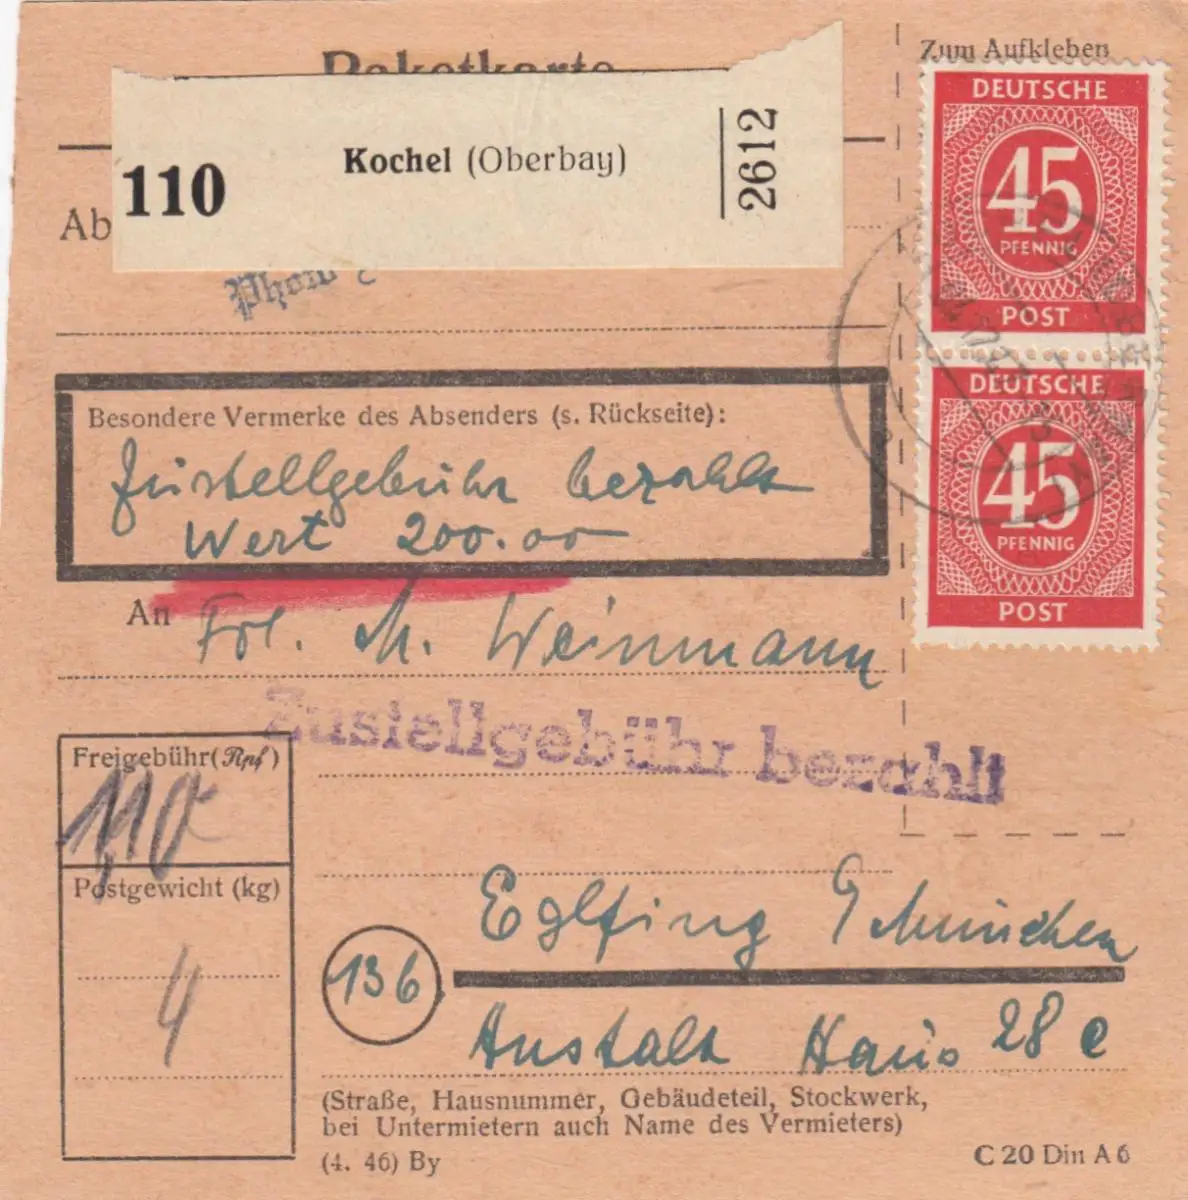 Paketkarte
Zum Aufkleben
110
Kochel (Oberbay)
2612
Ab
DEUTSCHE
45
PFENNIG
POST
DEUTSCHE
45
PFENNIG
POST
Besondere Vermerke des Absenders (s. Rückseite):
Zustellgebühr bezahlt
Wert 200.00
An Frl. M. Weinmann
Zustellgebühr bezahlt
Freigebühr (Rpf)
1,10
Postgewicht (kg)
4
Eglfing München
136
Anstalt Haus 28 c
(Straße, Hausnummer, Gebäudeteil, Stockwerk,
bei Untermietern auch Name des Vermieters)
(4. 46) By
C 20 Din A 6